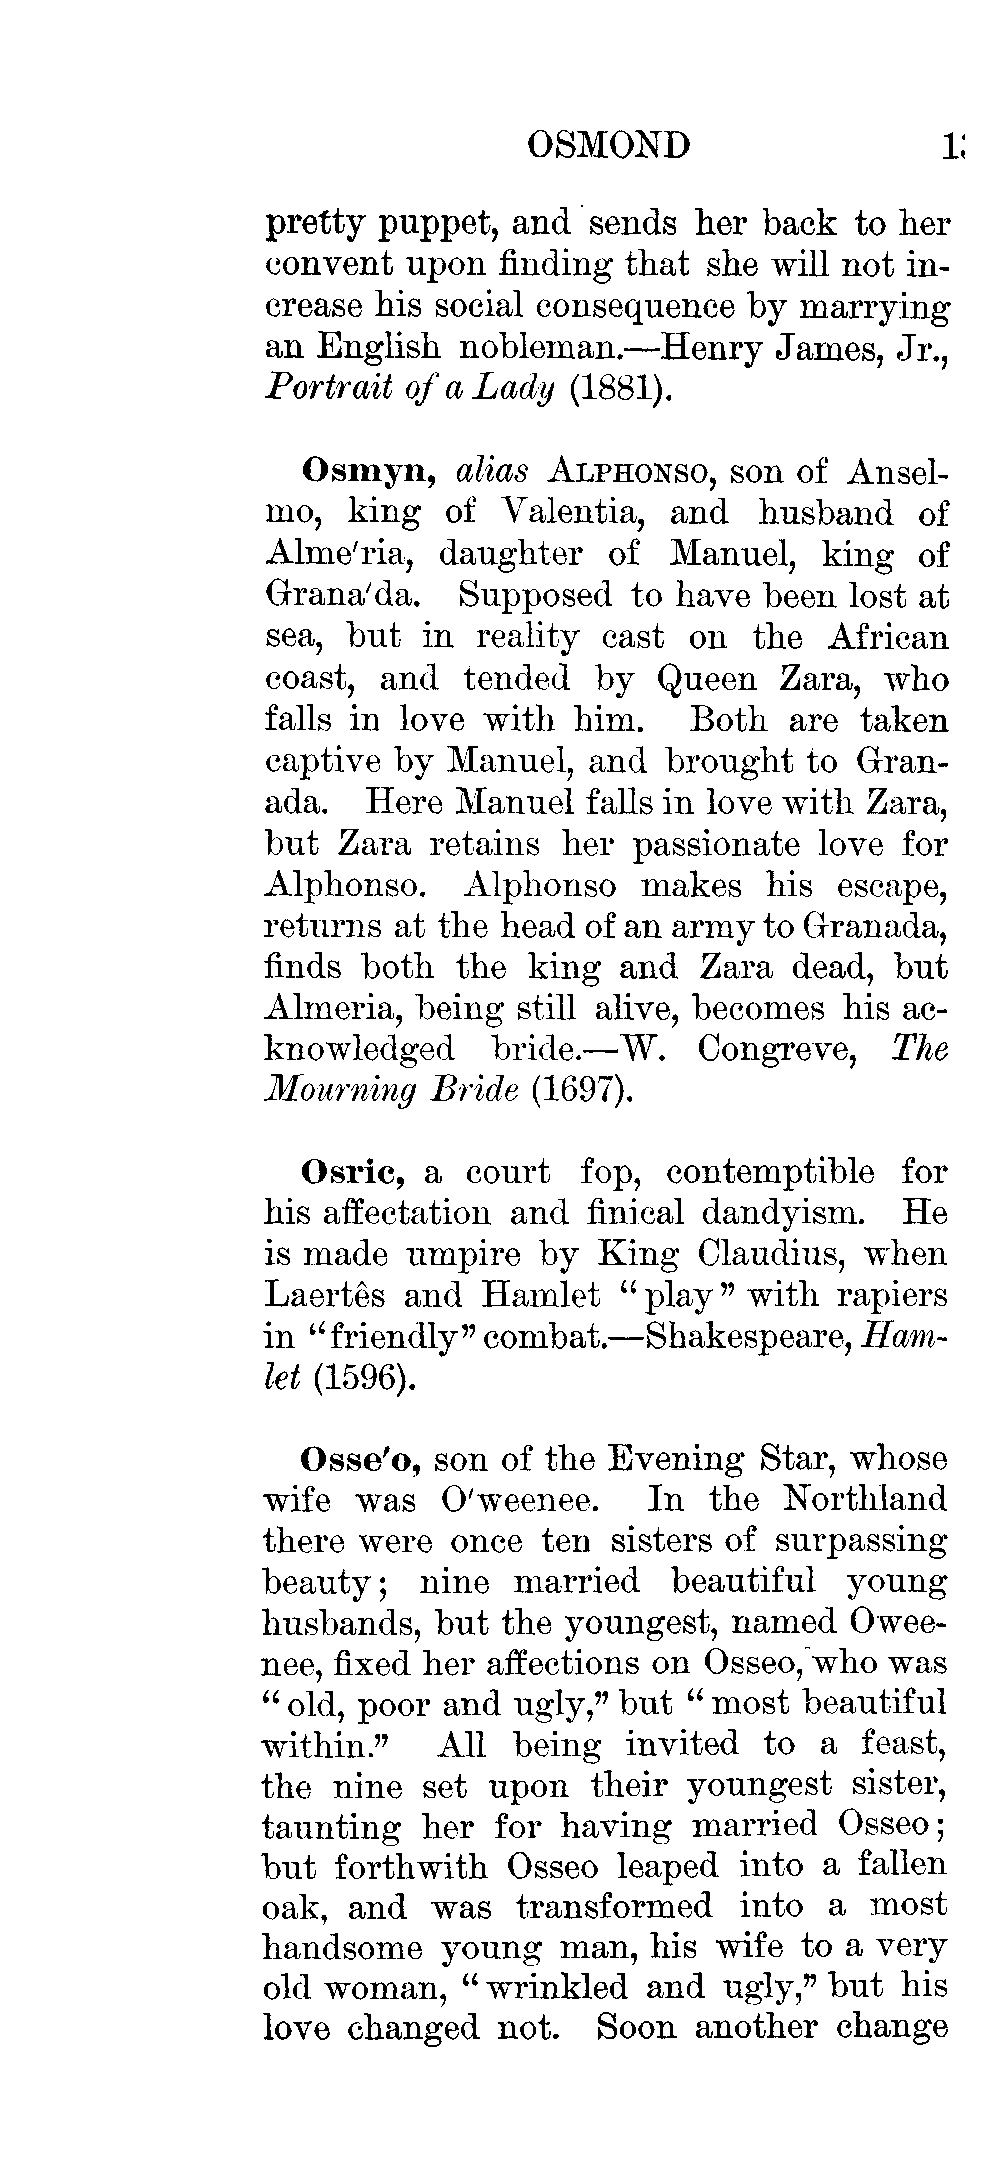 OSMOND
pretty puppet, and sends her back to her
convent upon finding that she will not in-
crease his social consequence by marrying
an English nobleman.—Henry James, Jr.,
Portrait of a Lady (1881).
Osmyn, alias ALPHONSO, son of Ansel-
mo, king of Valentia, and husband of
Alme'ria, daughter of Manuel, king of
Grana'da. Supposed to have been lost at
sea, but in reality cast on the African
coast, and tended by Queen Zara, who
falls in love with him. Both are taken
captive by Manuel, and brought to Gran-
ada. Here Manuel falls in love with Zara,
but Zara retains her passionate love for
Alphonso. Alphonso makes his escape,
returns at the head of an army to Granada,
finds both the king and Zara dead, but
Almeria, being still alive, becomes his ac-
knowledged bride.—W. Congreve, The
Mourning Bride (1697).
Osric, a court fop, contemptible for
his affectation and finical dandyism. He
is made umpire by King Claudius, when
Laertês and Hamlet “play” with rapiers
in “friendly” combat.—Shakespeare, Ham-
let (1596).
Osse'o, son of the Evening Star, whose
wife was O'weenee. In the Northland
there were once ten sisters of surpassing
beauty; nine married beautiful young
husbands, but the youngest, named Owee-
nee, fixed her affections on Osseo, who was
“old, poor and ugly,” but “most beautiful
within.” All being invited to a feast,
the nine set upon their youngest sister,
taunting her for having married Osseo;
but forthwith Osseo leaped into a fallen
oak, and was transformed into a most
handsome young man, his wife to a very
old woman, “wrinkled and ugly,” but his
love changed not. Soon another change